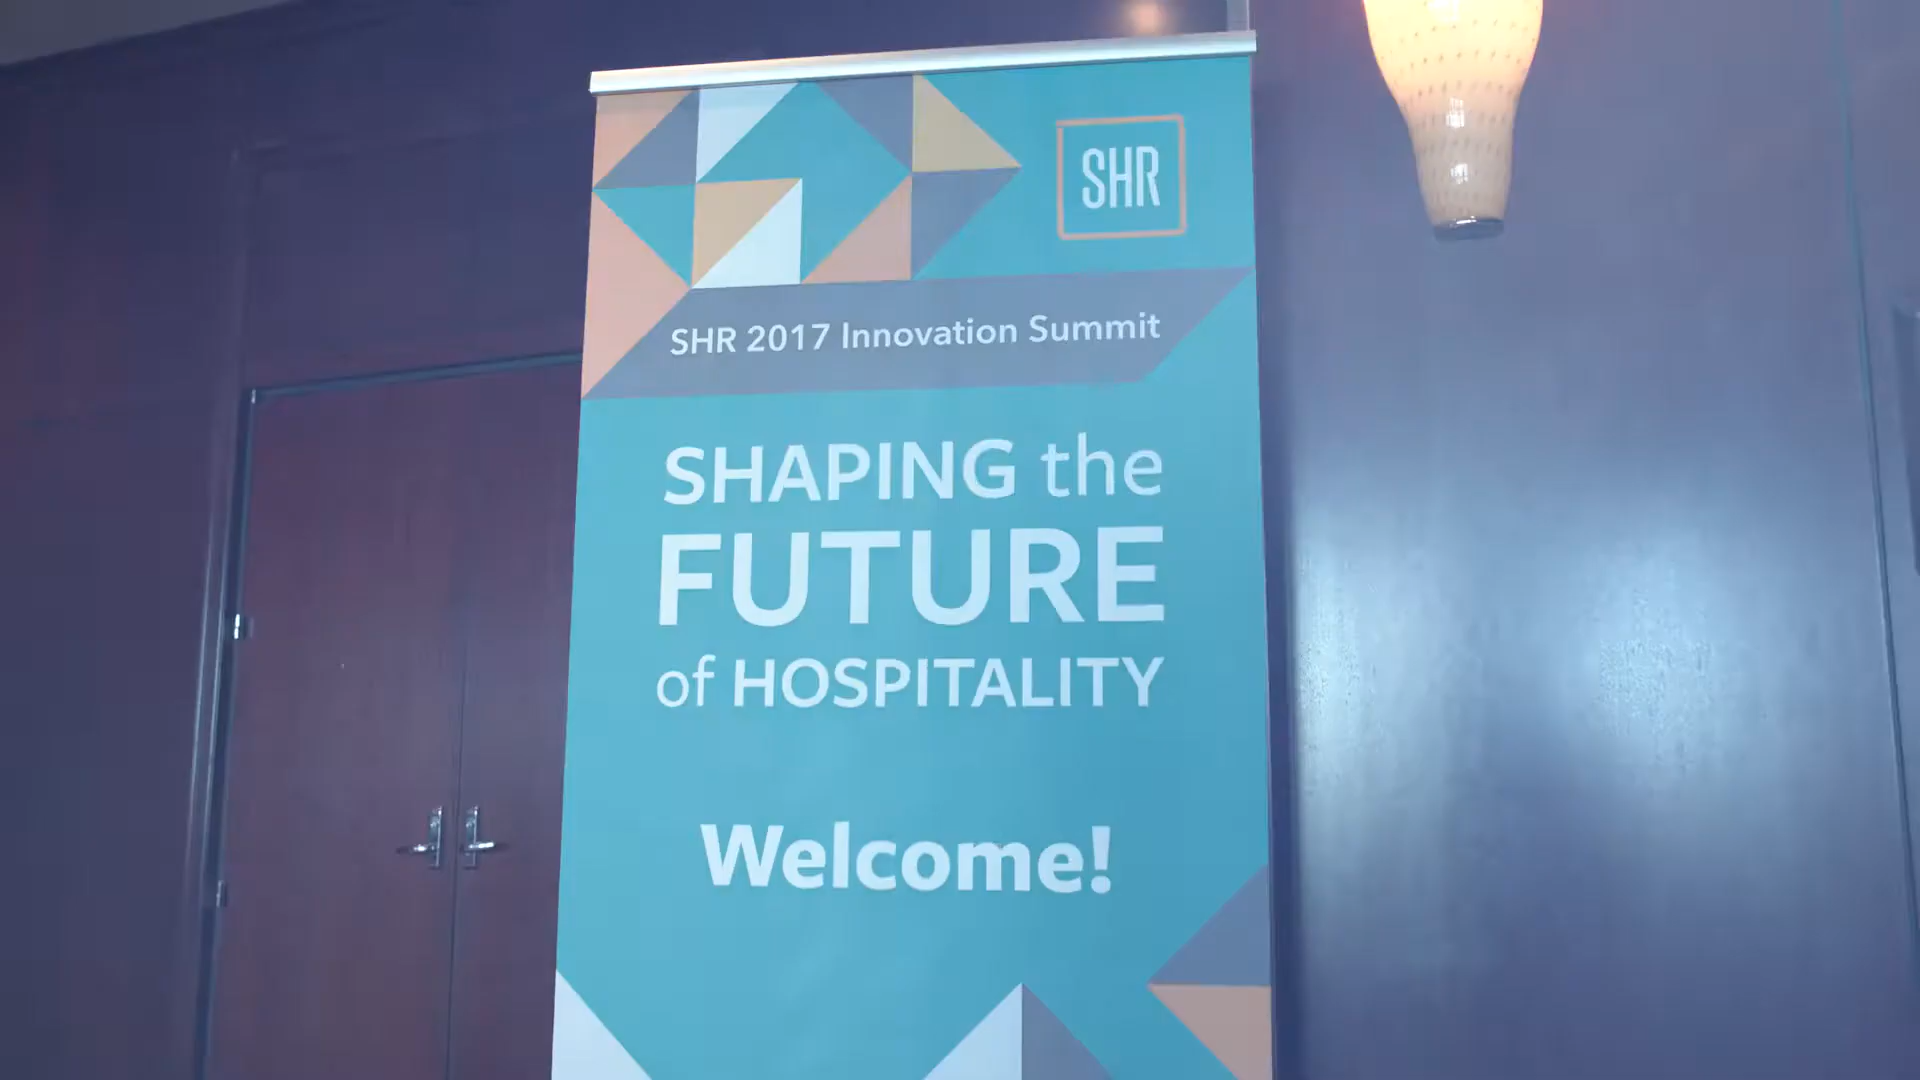 SHR
SHR 2017 Innovation Summit
SHAPING the
FUTURE
of HOSPITALITY
Welcome!